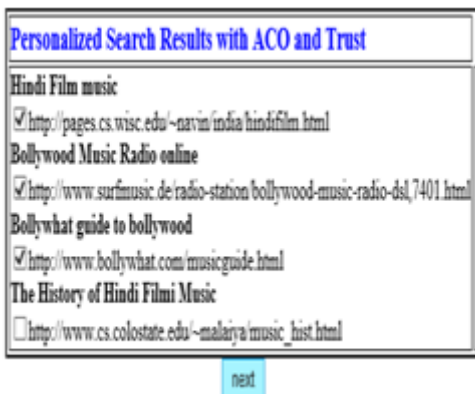 Personalized Search Results with ACO and Trust
Hindi Film music
http://pages.cs.wisc.edu/~navin/india/hindifilm.html
Bollywood Music Radio online
http://www.surfmusic.de/radio-station/bollywood-music-radio-dsl,7401.html
Bollywhat guide to bollywood
http://www.bollywhat.com/musicguide.html
The History of Hindi Filmi Music
http://www.cs.colostate.edu/~malaiya/music_hist.html
next